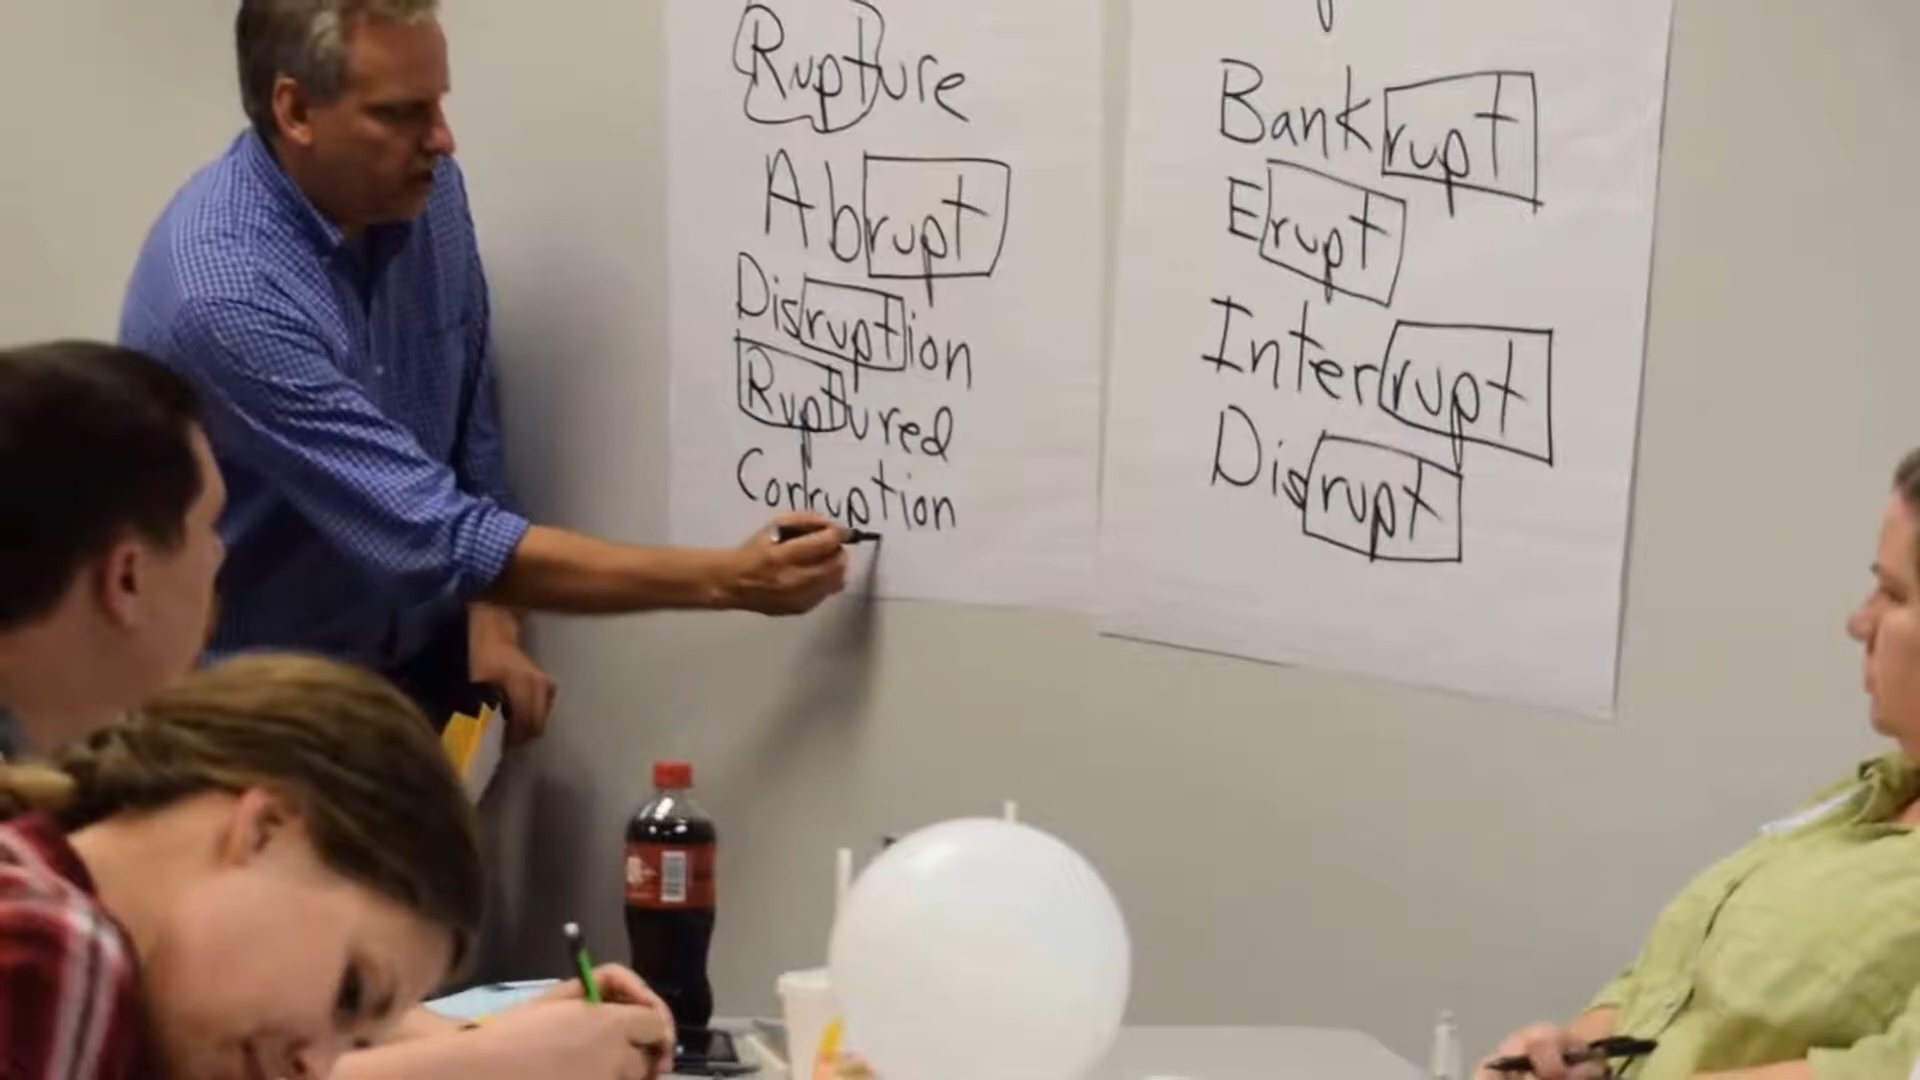 Rupture
Abrupt
Disruption
Ruptured
Corruption
Bankrupt
Erupt
Interrupt
Disrupt